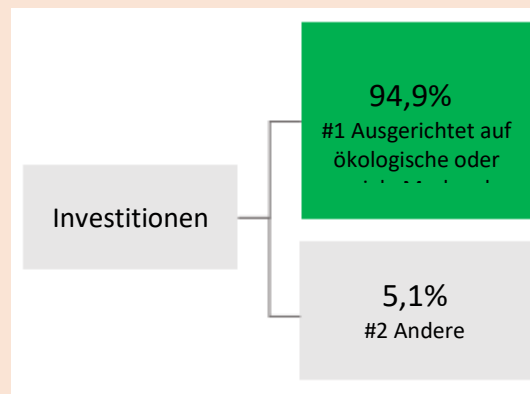 94,9%
#1 Ausgerichtet auf
ökologische oder
Investitionen
5,1%
#2 Andere